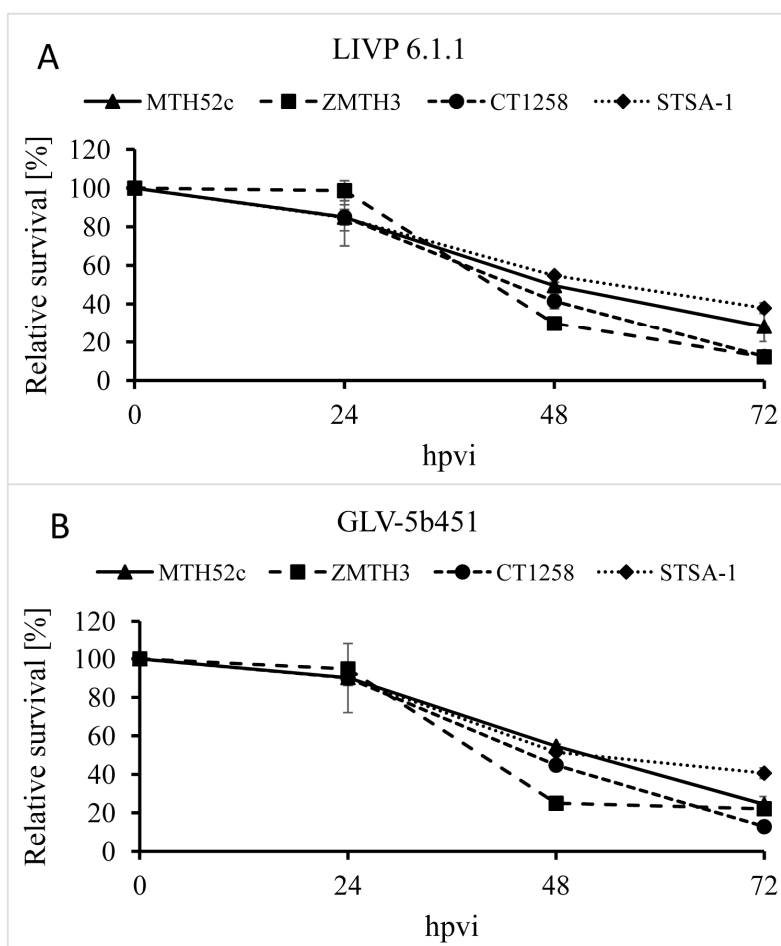 A
LIVP 6.1.1
MTH52c ZMTH3 CT1258 STSA-1
Relative survival [%]
120
100
80
60
40
20
0
0 24 48 72
hpvi
B
GLV-5b451
MTH52c ZMTH3 CT1258 STSA-1
Relative survival [%]
120
100
80
60
40
20
0
0 24 48 72
hpvi